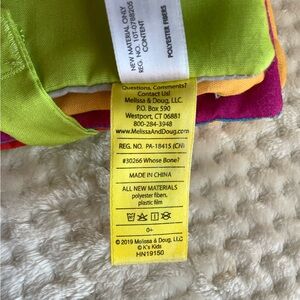 NEW MATERIAL ONLY
REG. NO. 10T-0788205
CONTENT
POLYESTER FIBERS
Questions, Comments?
Contact Us!
Melissa & Doug, LLC.
P.O. Box 590
Westport, CT 06881
800-284-3948
www.MelissaAndDoug.com
REG. NO. PA-18415 (CN)
#30266 Whose Bone?
MADE IN CHINA
ALL NEW MATERIALS
polyester fibers,
plastic film
0+
© 2019 Melissa & Doug, LLC
© K's Kids
HN19150